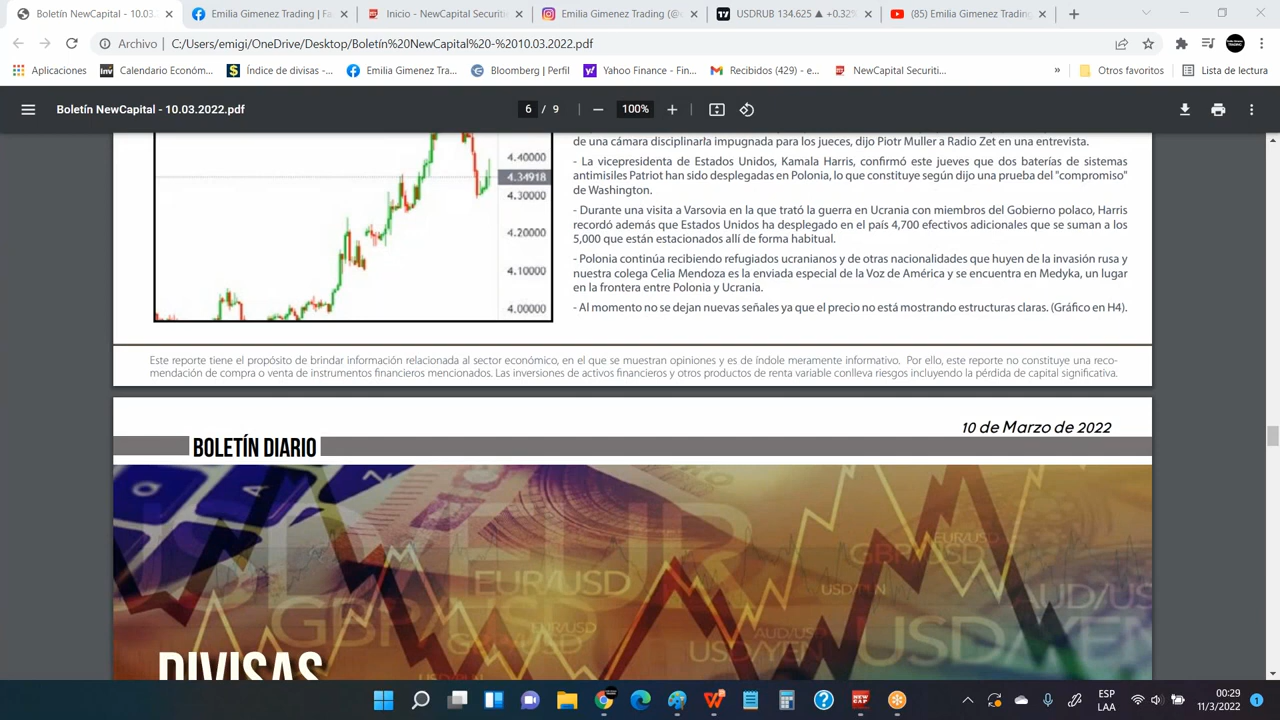 Boletín NewCapital - 10.03.
Emilia Gimenez Trading | Fa
Inicio - NewCapital Securiti
Emilia Gimenez Trading (@
USDRUB 134.625 ▲ +0.32%
(85) Emilia Gimenez Trading
Archivo | C:/Users/emigi/OneDrive/Desktop/Boletín%20NewCapital%20-%2010.03.2022.pdf
Aplicaciones
Calendario Económ...
Índice de divisas -...
Emilia Gimenez Tra...
Bloomberg | Perfil
Yahoo Finance - Fin...
Recibidos (429) - e...
NewCapital Securiti...
»
Otros favoritos
Lista de lectura
Boletín NewCapital - 10.03.2022.pdf
6 / 9
100%
4.40000
4.34918
4.30000
4.20000
4.10000
4.00000
de una cámara disciplinarla impugnada para los jueces, dijo Piotr Muller a Radio Zet en una entrevista.
- La vicepresidenta de Estados Unidos, Kamala Harris, confirmó este jueves que dos baterías de sistemas
antimisiles Patriot han sido desplegadas en Polonia, lo que constituye según dijo una prueba del "compromiso"
de Washington.
- Durante una visita a Varsovia en la que trató la guerra en Ucrania con miembros del Gobierno polaco, Harris
recordó además que Estados Unidos ha desplegado en el país 4,700 efectivos adicionales que se suman a los
5,000 que están estacionados allí de forma habitual.
- Polonia continúa recibiendo refugiados ucranianos y de otras nacionalidades que huyen de la invasión rusa y
nuestra colega Celia Mendoza es la enviada especial de la Voz de América y se encuentra en Medyka, un lugar
en la frontera entre Polonia y Ucrania.
- Al momento no se dejan nuevas señales ya que el precio no está mostrando estructuras claras. (Gráfico en H4).
Este reporte tiene el propósito de brindar información relacionada al sector económico, en el que se muestran opiniones y es de índole meramente informativo. Por ello, este reporte no constituye una reco-
mendación de compra o venta de instrumentos financieros mencionados. Las inversiones de activos financieros y otros productos de renta variable conlleva riesgos incluyendo la pérdida de capital significativa.
10 de Marzo de 2022
BOLETÍN DIARIO
EUR/USD
GBP/USD
USD/PLN
EUR/USD
GBP/USD
EUR/USD
AUD/USD
USD/YEN
AUD/US
USD/YEN
DIVISAS
ESP
LAA
00:29
11/3/2022